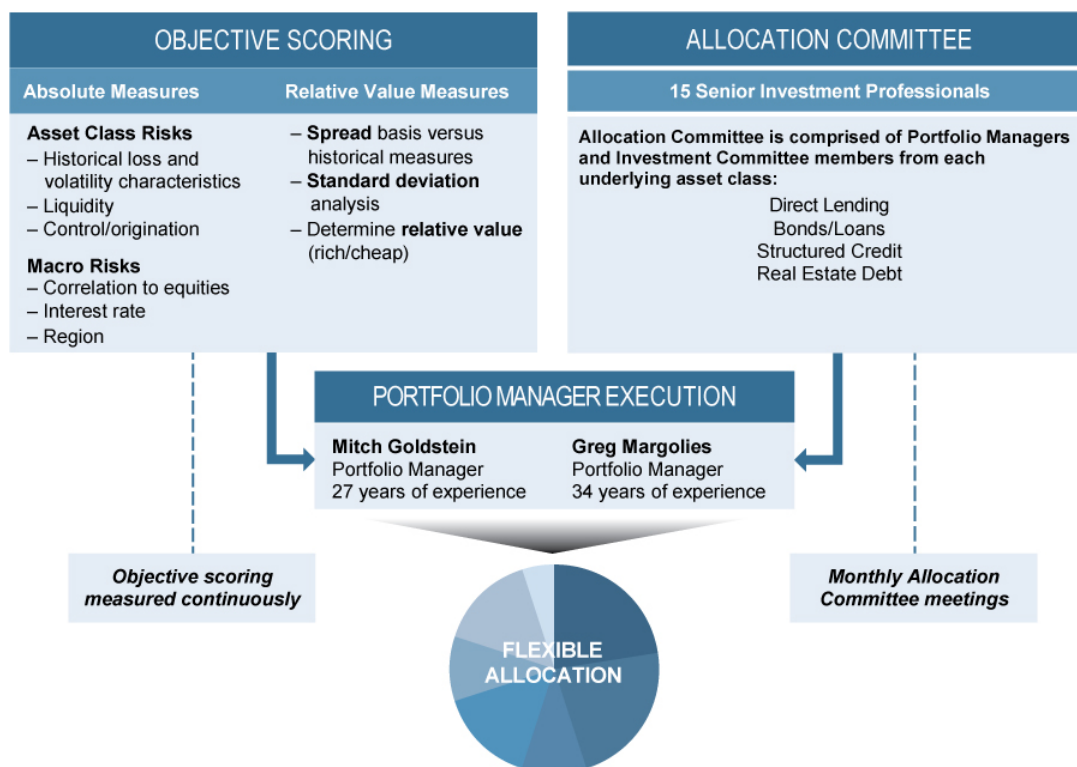 OBJECTIVE SCORING
Absolute Measures
Asset Class Risks
– Historical loss and
volatility characteristics
– Liquidity
– Control/origination
Macro Risks
– Correlation to equities
– Interest rate
– Region
Relative Value Measures
– Spread basis versus
historical measures
– Standard deviation
analysis
– Determine relative value
(rich/cheap)
ALLOCATION COMMITTEE
15 Senior Investment Professionals
Allocation Committee is comprised of Portfolio Managers
and Investment Committee members from each
underlying asset class:
Direct Lending
Bonds/Loans
Structured Credit
Real Estate Debt
PORTFOLIO MANAGER EXECUTION
Mitch Goldstein
Portfolio Manager
27 years of experience
Greg Margolies
Portfolio Manager
34 years of experience
Objective scoring
measured continuously
Monthly Allocation
Committee meetings
FLEXIBLE
ALLOCATION